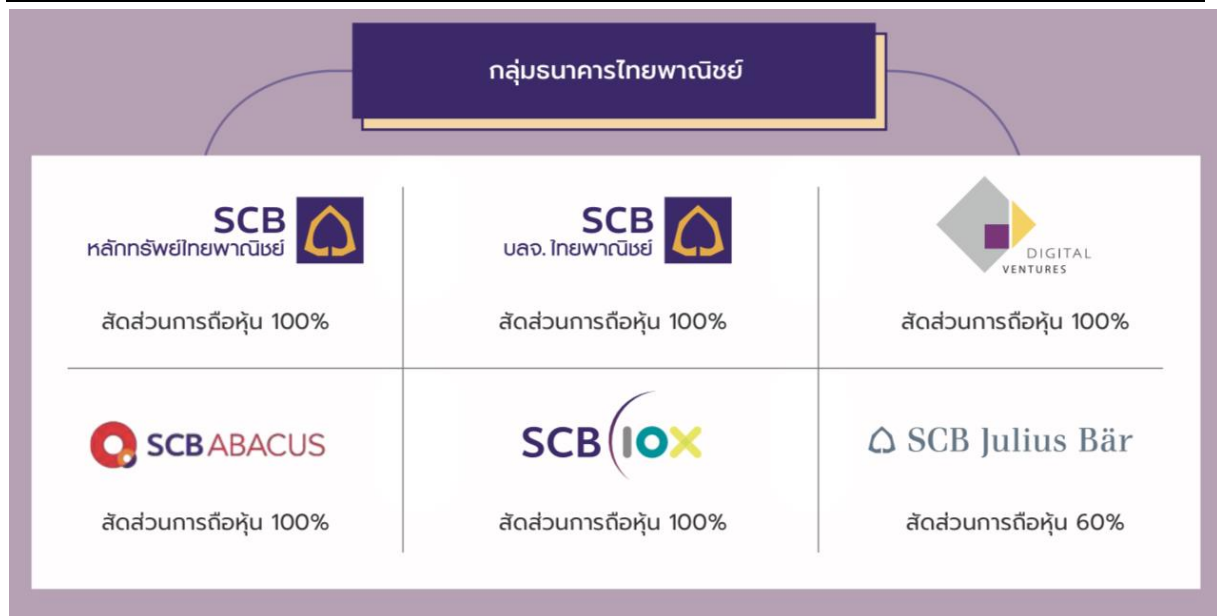 กลุ่มธนาคารไทยพาณิชย์
SCB
หลักทรัพย์ไทยพาณิชย์
สัดส่วนการถือหุ้น 100%
SCB
บลจ. ไทยพาณิชย์
สัดส่วนการถือหุ้น 100%
DIGITAL
VENTURES
สัดส่วนการถือหุ้น 100%
SCB ABACUS
สัดส่วนการถือหุ้น 100%
SCB 10X
สัดส่วนการถือหุ้น 100%
SCB Julius Bär
สัดส่วนการถือหุ้น 60%